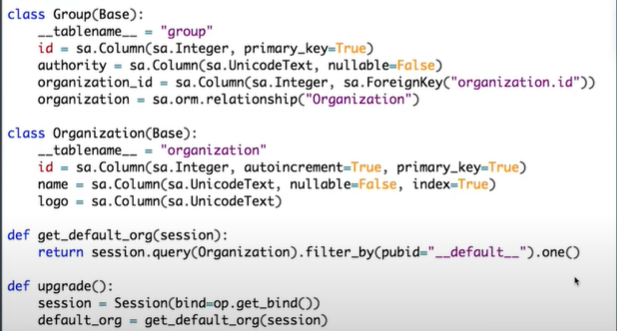 class Group(Base):
    __tablename__ = "group"
    id = sa.Column(sa.Integer, primary_key=True)
    authority = sa.Column(sa.UnicodeText, nullable=False)
    organization_id = sa.Column(sa.Integer, sa.ForeignKey("organization.id"))
    organization = sa.orm.relationship("Organization")
class Organization(Base):
    __tablename__ = "organization"
    id = sa.Column(sa.Integer, autoincrement=True, primary_key=True)
    name = sa.Column(sa.UnicodeText, nullable=False, index=True)
    logo = sa.Column(sa.UnicodeText)
def get_default_org(session):
    return session.query(Organization).filter_by(pubid="__default__").one()
def upgrade():
    session = Session(bind=op.get_bind())
    default_org = get_default_org(session)